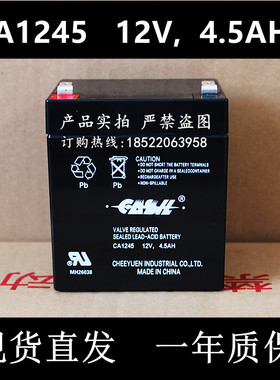 CA1245 12V, 4.5AH
产品实拍 严禁盗图
订购热线:18522063958
CAUTION:
- DO NOT SHORT THE BATTERY TERMINALS
- DO NOT CHARGE IN A SEALED CONTAINER
- RECHARGE AFTER USE
- NON-SPILLABLE
Pb
Pb
CASIL
VALVE REGULATED
SEALED LEAD-ACID BATTERY
CA1245 12V, 4.5AH
CHEEYUEN INDUSTRIAL CO., LTD.
MADE IN CHINA
MH26038
现货直发 一年质保